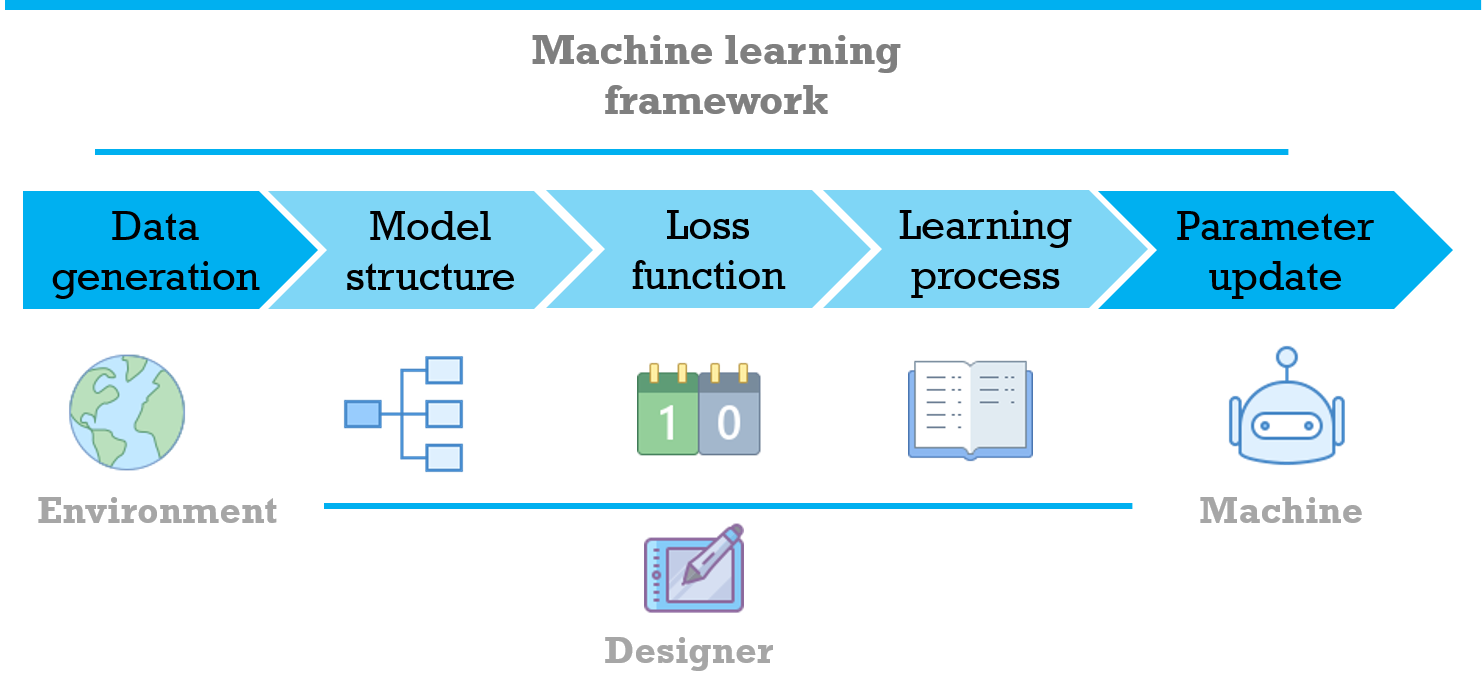 Machine learning
framework
Data
generation
Model
structure
Loss
function
Learning
process
Parameter
update
1 0
Environment
Machine
Designer